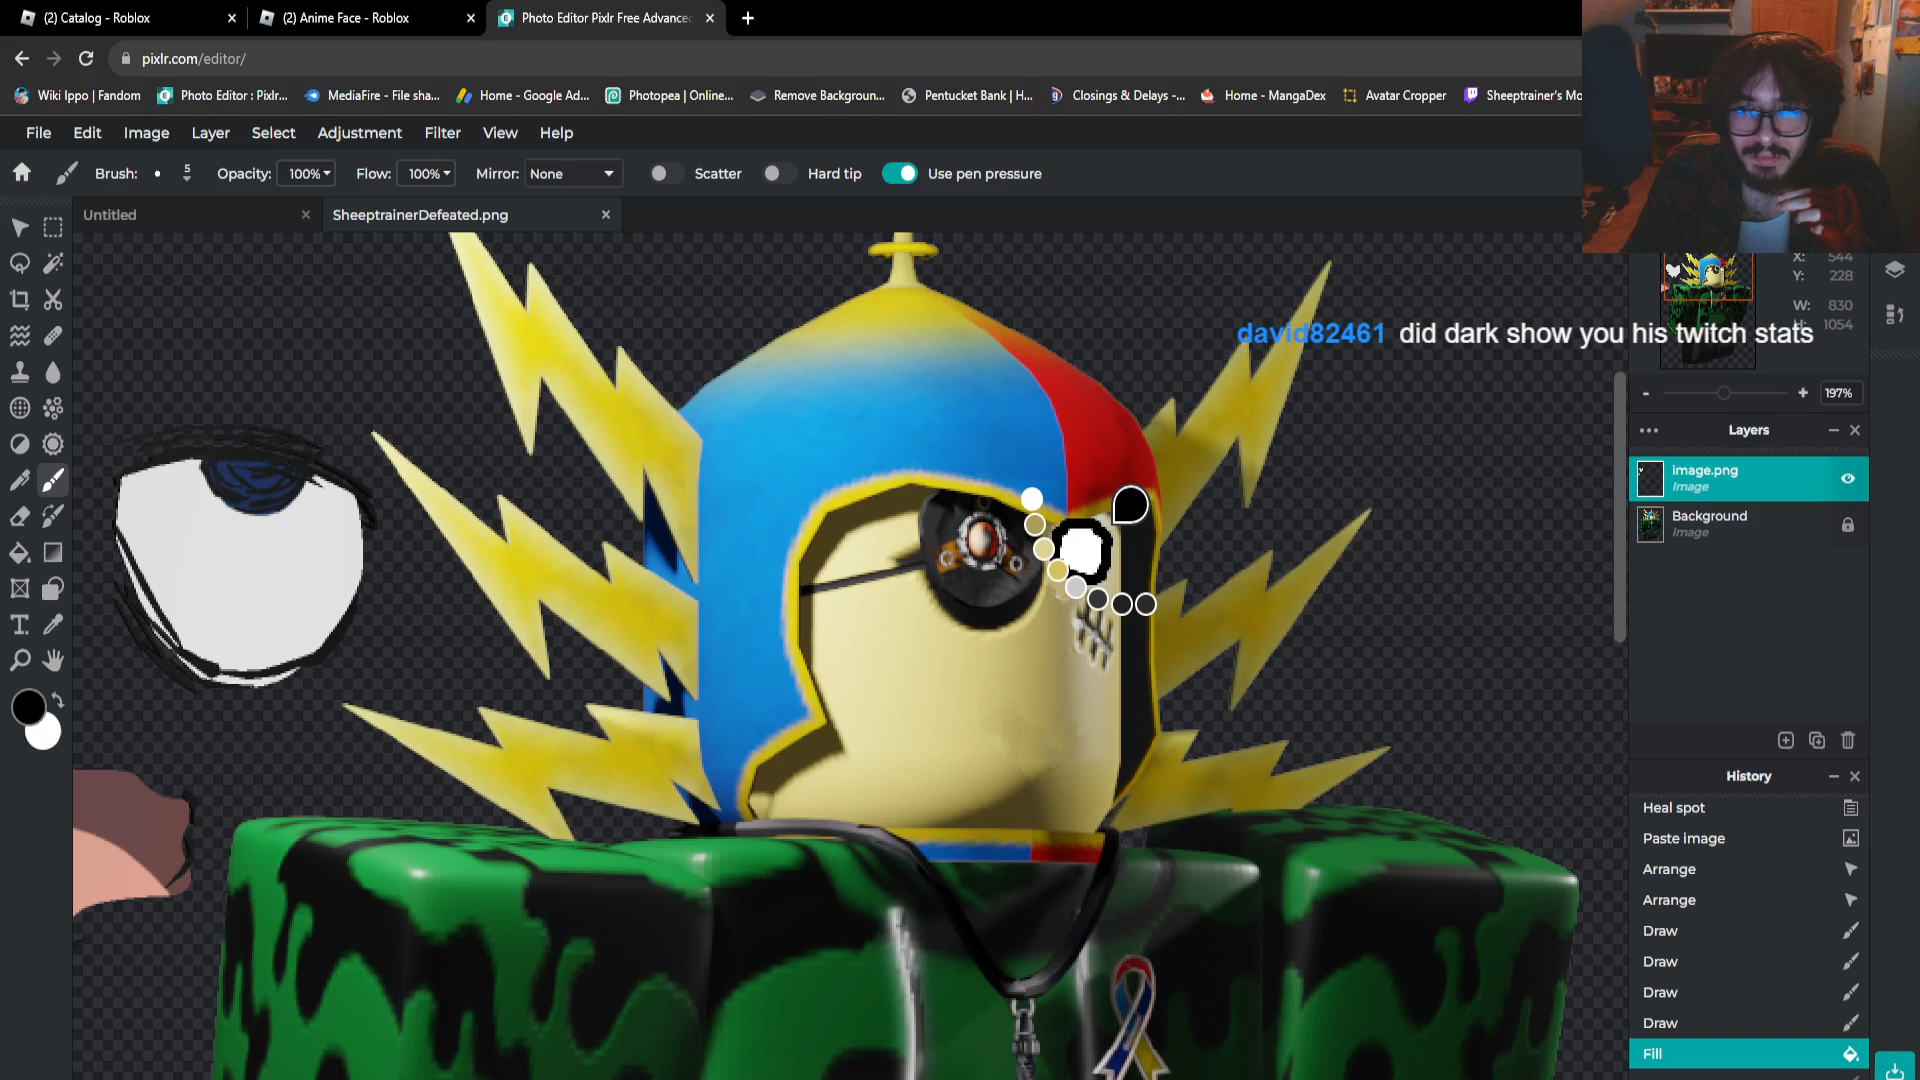 (2) Catalog - Roblox
(2) Anime Face - Roblox
Photo Editor Pixlr Free Advance
pixlr.com/editor/
Wiki Ippo | Fandom
Photo Editor : Pixlr...
MediaFire - File sha...
Home - Google Ad...
Photopea | Online...
Remove Backgroun...
Pentucket Bank | H...
Closings & Delays -...
Home - MangaDex
Avatar Cropper
Sheeptrainer's Mo
File
Edit
Image
Layer
Select
Adjustment
Filter
View
Help
Brush:
5
Opacity:
100%
Flow:
100%
Mirror:
None
Scatter
Hard tip
Use pen pressure
Untitled
SheeptrainerDefeated.png
X: 544
Y: 228
W: 830
H: 1054
david82461 did dark show you his twitch stats
197%
Layers
image.png
Image
Background
Image
History
Heal spot
Paste image
Arrange
Arrange
Draw
Draw
Draw
Draw
Fill